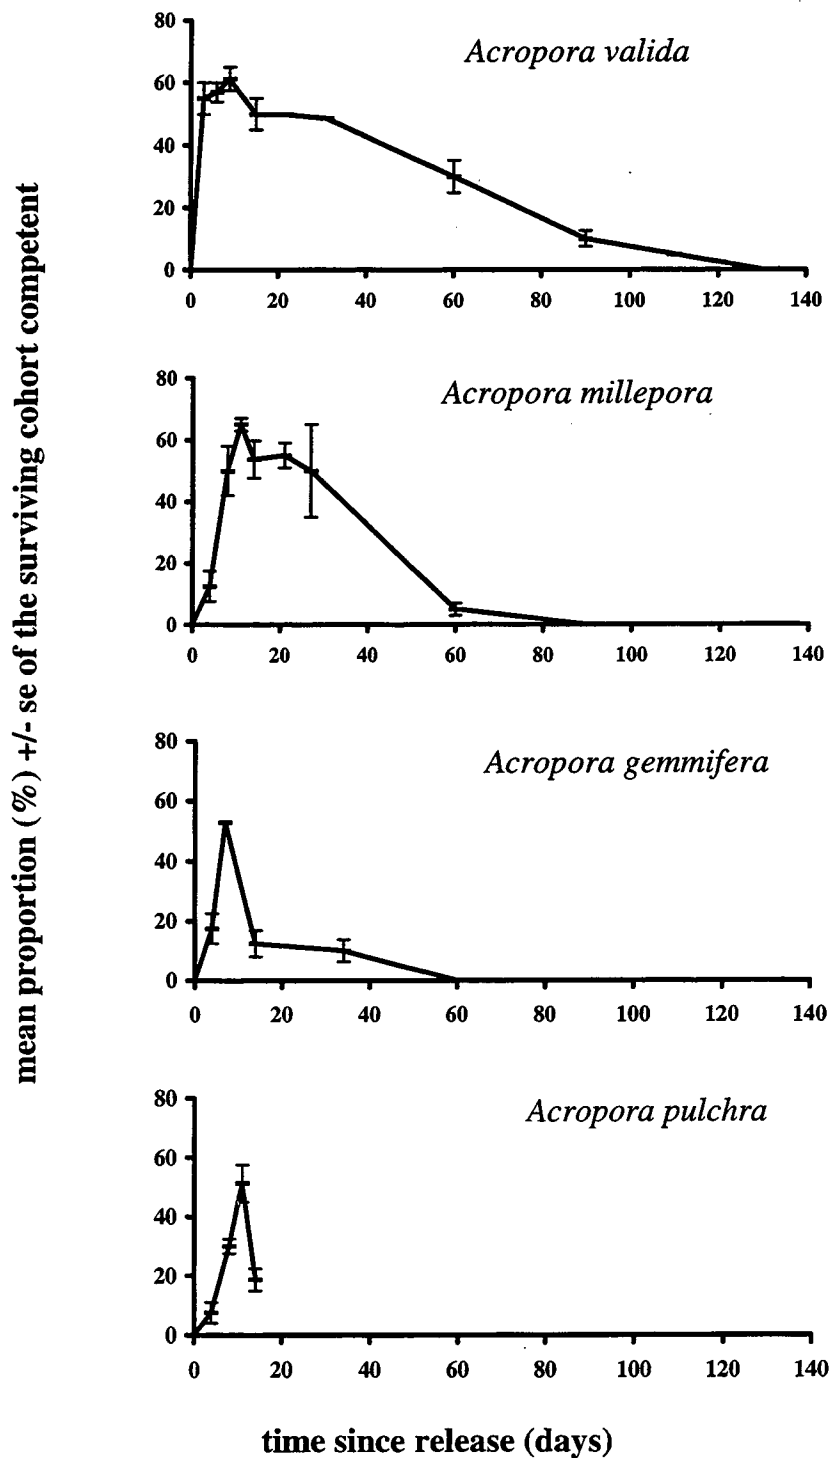 mean proportion (%) +/- se of the surviving cohort competent
Acropora valida
80
60
40
20
0
0 20 40 60 80 100 120 140
Acropora millepora
80
60
40
20
0
0 20 40 60 80 100 120 140
Acropora gemmifera
80
60
40
20
0
0 20 40 60 80 100 120 140
Acropora pulchra
80
60
40
20
0
0 20 40 60 80 100 120 140
time since release (days)